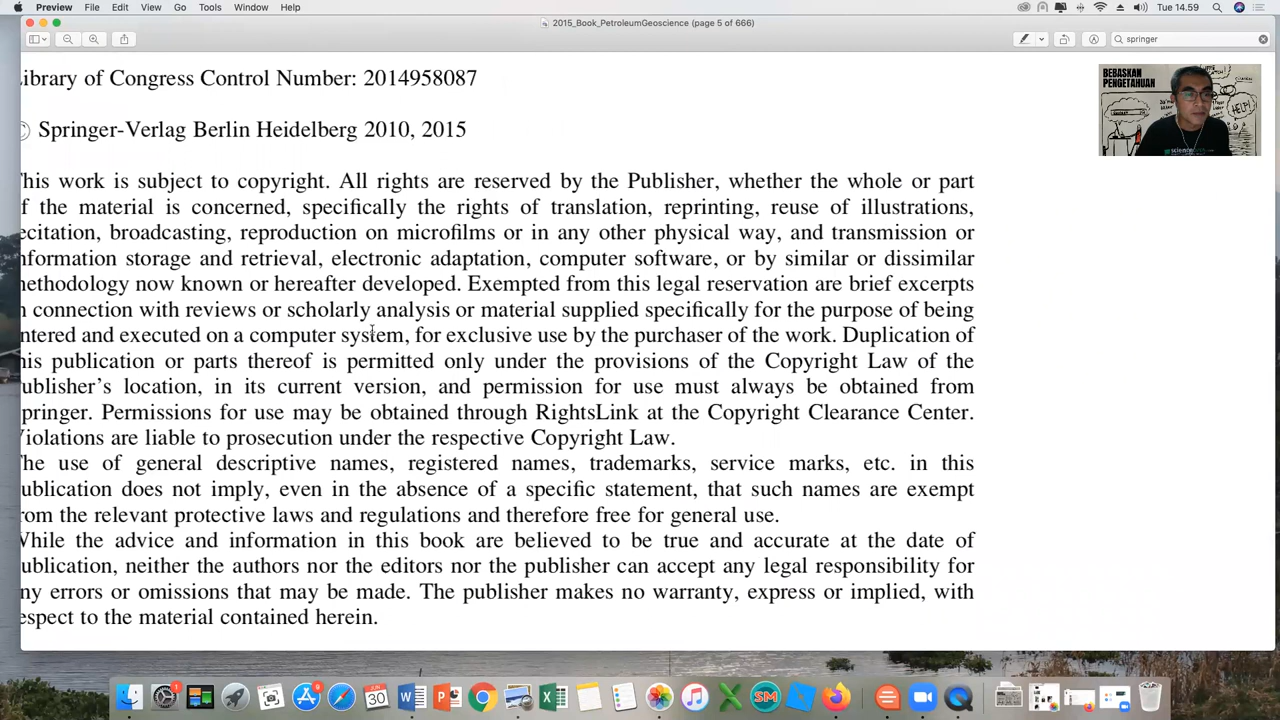 Preview File Edit View Go Tools Window Help
Tue 14.59
2015_Book_PetroleumGeoscience (page 5 of 666)
springer
ibrary of Congress Control Number: 2014958087
© Springer-Verlag Berlin Heidelberg 2010, 2015
his work is subject to copyright. All rights are reserved by the Publisher, whether the whole or part
f the material is concerned, specifically the rights of translation, reprinting, reuse of illustrations,
ecitation, broadcasting, reproduction on microfilms or in any other physical way, and transmission or
nformation storage and retrieval, electronic adaptation, computer software, or by similar or dissimilar
nethodology now known or hereafter developed. Exempted from this legal reservation are brief excerpts
n connection with reviews or scholarly analysis or material supplied specifically for the purpose of being
ntered and executed on a computer system, for exclusive use by the purchaser of the work. Duplication of
his publication or parts thereof is permitted only under the provisions of the Copyright Law of the
ublisher's location, in its current version, and permission for use must always be obtained from
pringer. Permissions for use may be obtained through RightsLink at the Copyright Clearance Center.
Violations are liable to prosecution under the respective Copyright Law.
he use of general descriptive names, registered names, trademarks, service marks, etc. in this
ublication does not imply, even in the absence of a specific statement, that such names are exempt
rom the relevant protective laws and regulations and therefore free for general use.
While the advice and information in this book are believed to be true and accurate at the date of
ublication, neither the authors nor the editors nor the publisher can accept any legal responsibility for
ny errors or omissions that may be made. The publisher makes no warranty, express or implied, with
espect to the material contained herein.
BEBASKAN
PENGETAHUAN
HELP!
JUN
30
SM